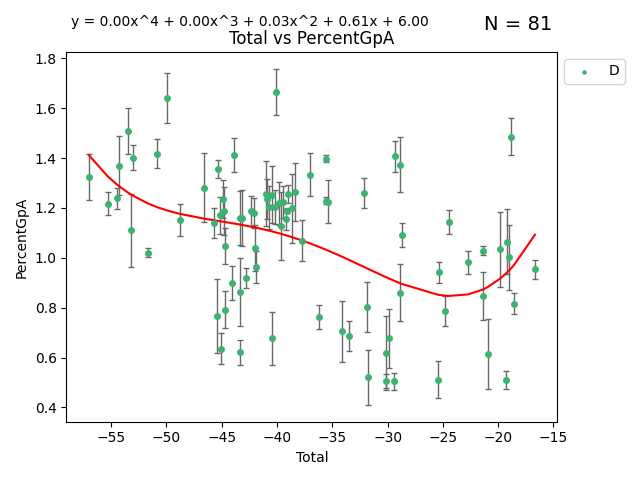 y = 0.00x^4 + 0.00x^3 + 0.03x^2 + 0.61x + 6.00
N = 81
Total vs PercentGpA
D
PercentGpA
1.8
1.6
1.4
1.2
1.0
0.8
0.6
0.4
−55
−50
−45
−40
−35
−30
−25
−20
−15
Total